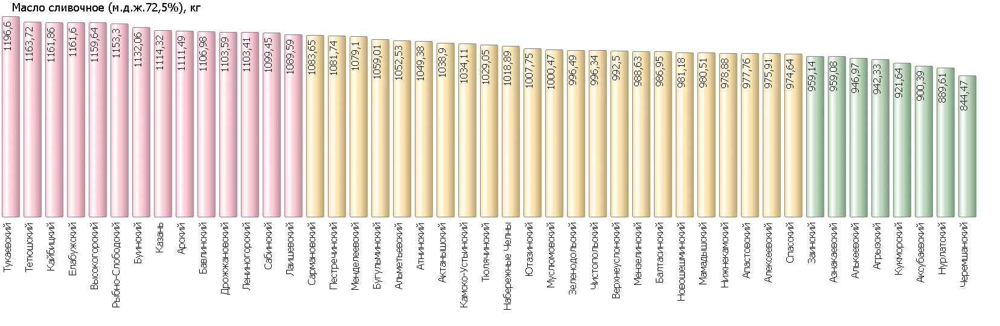 Масло сливочное (м.д.ж.72,5%), кг
1196,6
1163,72
1161,86
1161,6
1159,64
1153,3
1132,06
1114,32
1111,49
1106,98
1103,59
1103,41
1099,45
1089,59
1083,65
1081,74
1079,1
1059,01
1052,53
1049,38
1038,9
1034,11
1029,05
1018,89
1007,75
1000,47
996,49
996,34
992,5
988,63
986,95
981,18
980,51
978,88
977,76
975,91
974,64
959,14
959,08
946,97
942,33
921,64
900,39
889,61
844,47
Тукаевский
Тетюшский
Кайбицкий
Елабужский
Высокогорский
Рыбно-Слободский
Буинский
Казань
Арский
Бавлинский
Дрожжановский
Лениногорский
Сабинский
Лаишевский
Сармановский
Пестречинский
Менделеевский
Бугульминский
Альметьевский
Атнинский
Актанышский
Камско-Устьинский
Тюлячинский
Набережные Челны
Ютазинский
Муслюмовский
Зеленодольский
Чистопольский
Верхнеуслонский
Мензелинский
Балтасинский
Новошешминский
Мамадышский
Нижнекамский
Апастовский
Алексеевский
Спасский
Заинский
Азнакаевский
Алькеевский
Агрызский
Кукморский
Аксубаевский
Нурлатский
Черемшанский